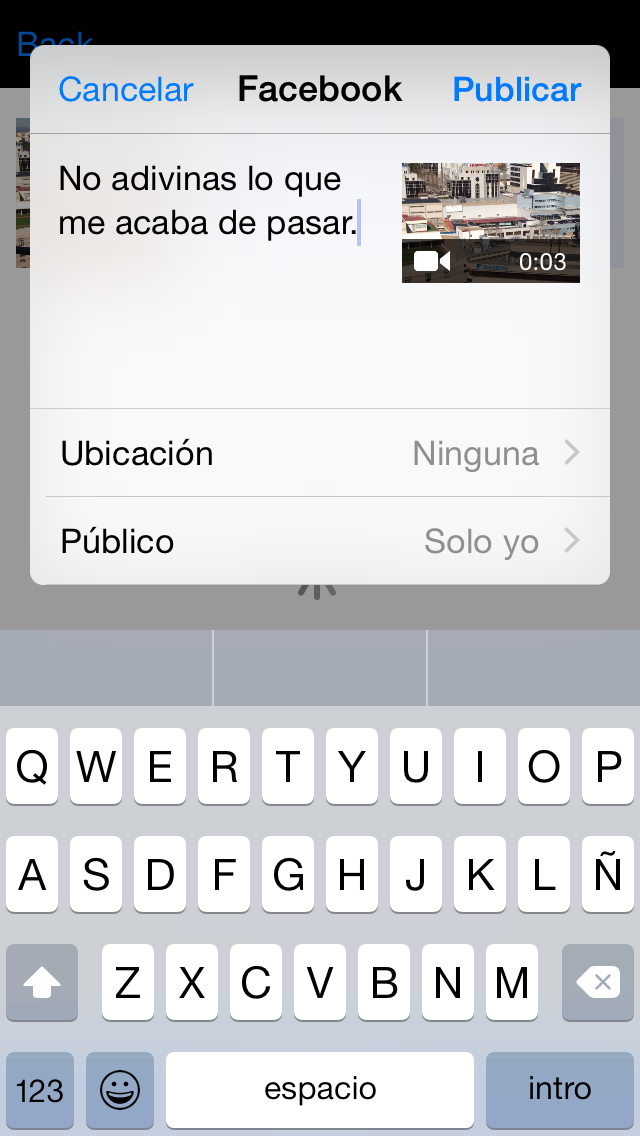 Back
Cancelar Facebook Publicar
No adivinas lo que
me acaba de pasar.
0:03
Ubicación Ninguna
Público Solo yo
Q W E R T Y U I O P
A S D F G H J K L Ñ
Z X C V B N M
123 espacio intro